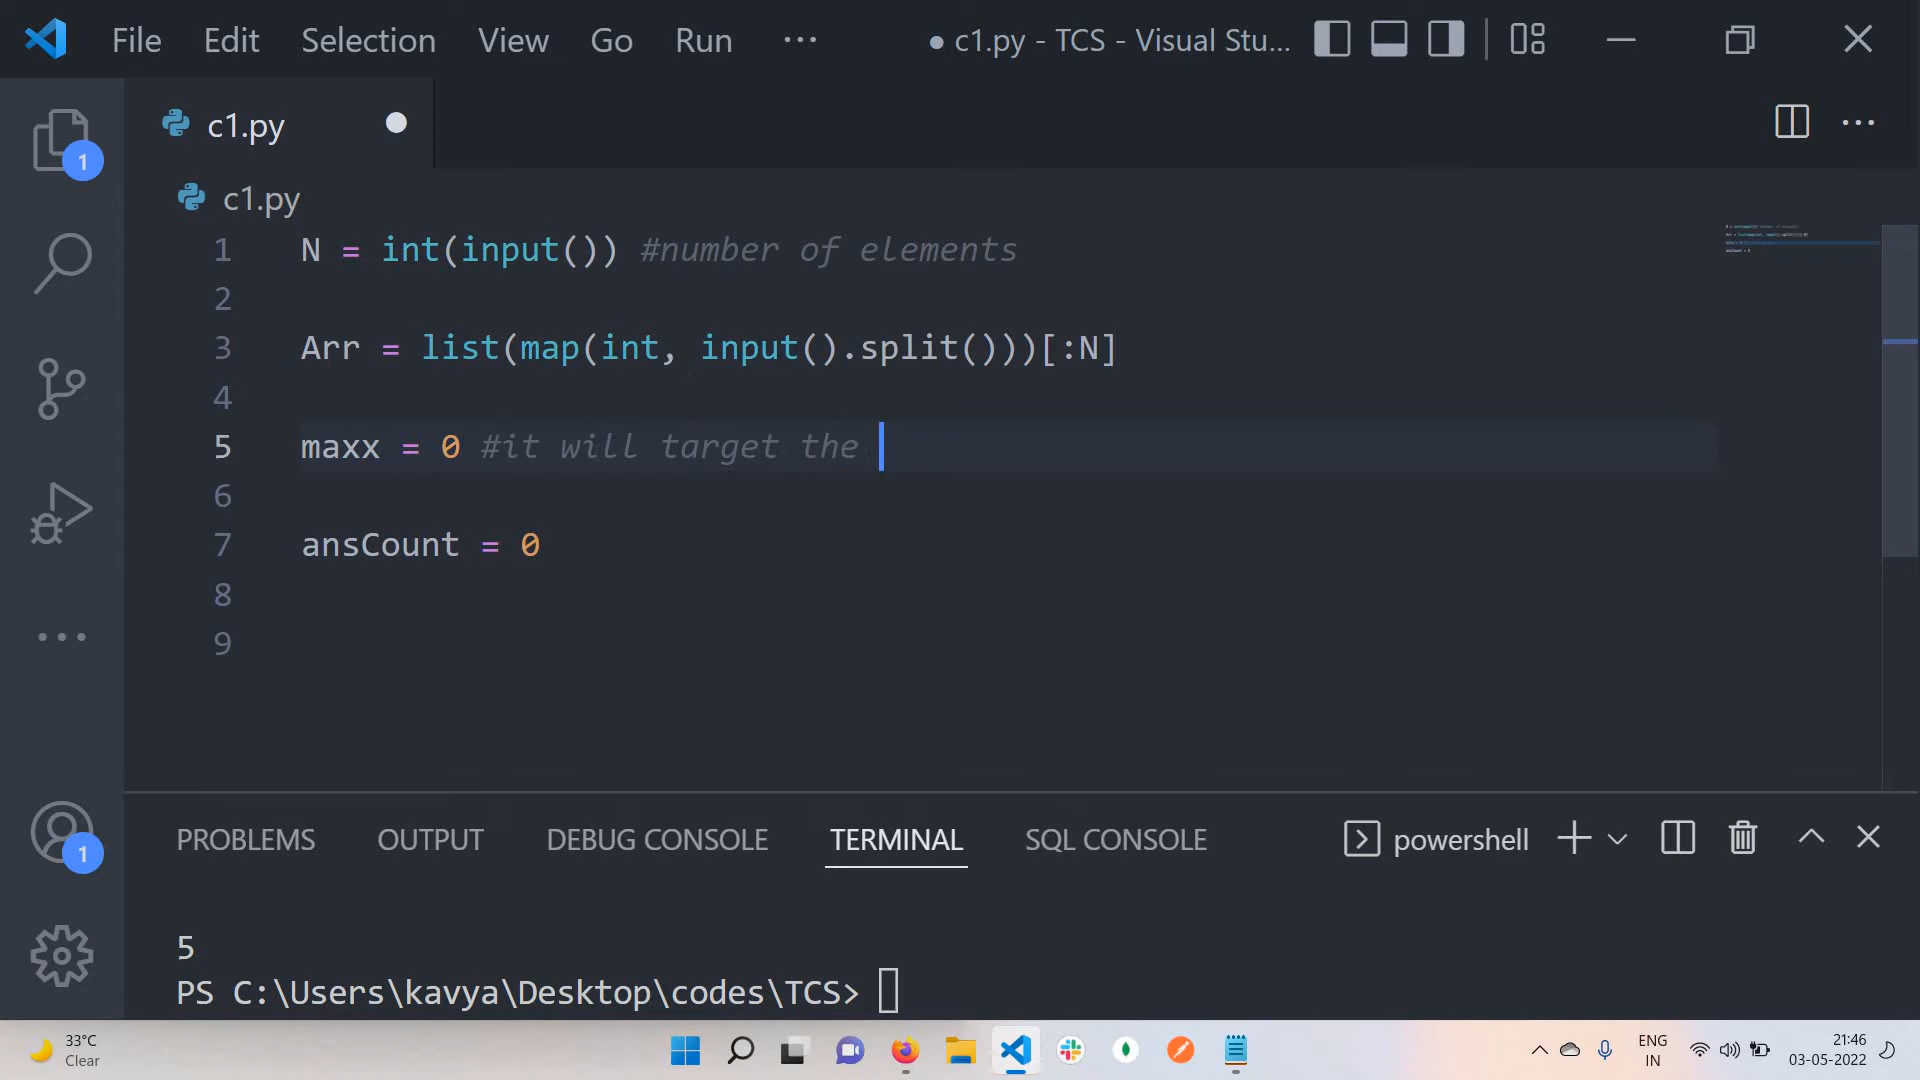 File Edit Selection View Go Run ... ● c1.py - TCS - Visual Stu...
c1.py
c1.py
1 N = int(input()) #number of elements
2
3 Arr = list(map(int, input().split()))[:N]
4
5 maxx = 0 #it will target the
6
7 ansCount = 0
8
9
1
1
PROBLEMS OUTPUT DEBUG CONSOLE TERMINAL SQL CONSOLE powershell
5
PS C:\Users\kavya\Desktop\codes\TCS>
33°C
Clear
ENG
IN
21:46
03-05-2022